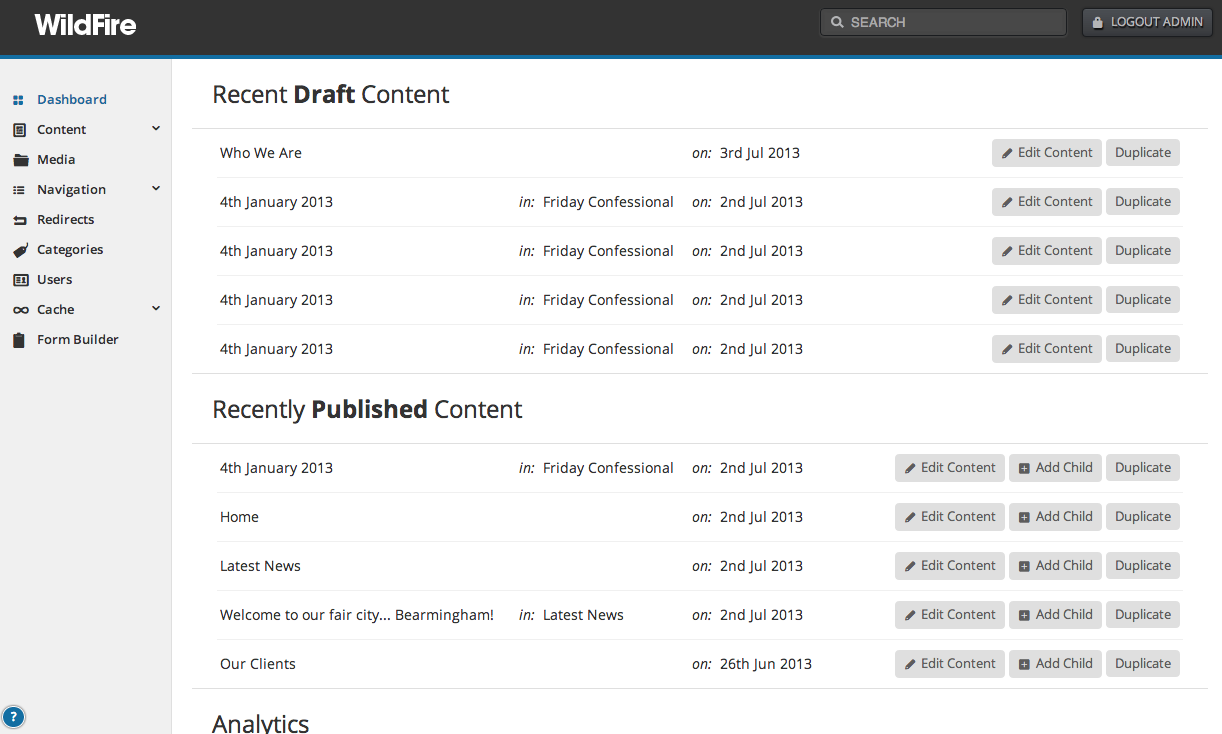 WildFire
SEARCH
LOGOUT ADMIN
Dashboard
Content
Media
Navigation
Redirects
Categories
Users
Cache
Form Builder
?
Recent Draft Content
Who We Are on: 3rd Jul 2013 Edit Content Duplicate
4th January 2013 in: Friday Confessional on: 2nd Jul 2013 Edit Content Duplicate
4th January 2013 in: Friday Confessional on: 2nd Jul 2013 Edit Content Duplicate
4th January 2013 in: Friday Confessional on: 2nd Jul 2013 Edit Content Duplicate
4th January 2013 in: Friday Confessional on: 2nd Jul 2013 Edit Content Duplicate
Recently Published Content
4th January 2013 in: Friday Confessional on: 2nd Jul 2013 Edit Content Add Child Duplicate
Home on: 2nd Jul 2013 Edit Content Add Child Duplicate
Latest News on: 2nd Jul 2013 Edit Content Add Child Duplicate
Welcome to our fair city... Bearmingham! in: Latest News on: 2nd Jul 2013 Edit Content Add Child Duplicate
Our Clients on: 26th Jun 2013 Edit Content Add Child Duplicate
Analytics